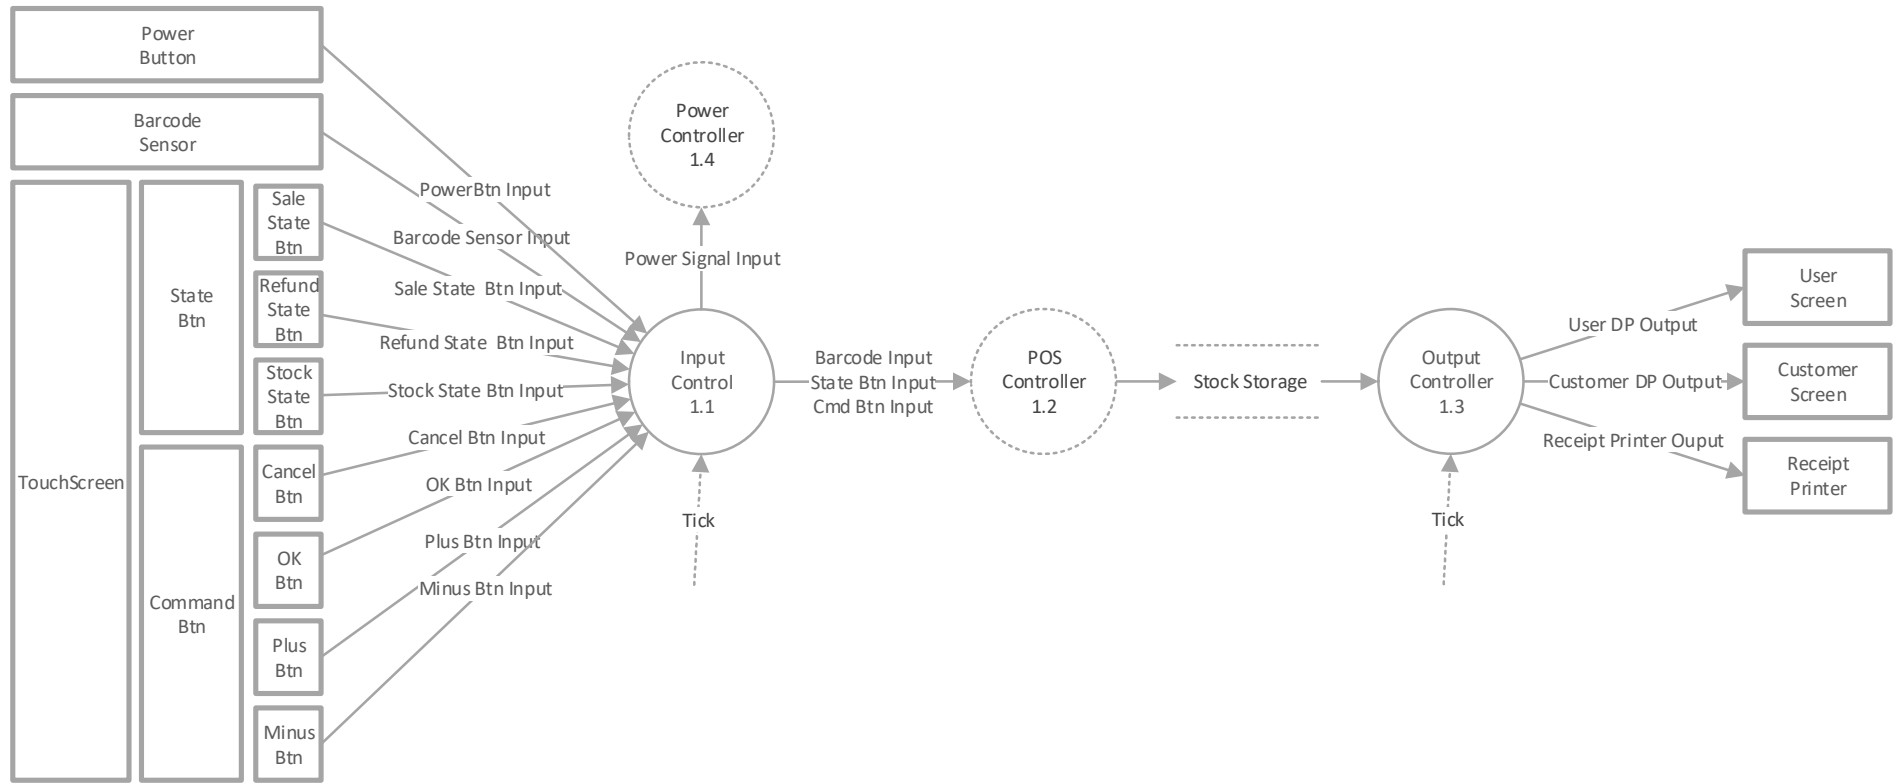 Power
Button
Barcode
Sensor
TouchScreen
State
Btn
Command
Btn
Sale
State
Btn
Refund
State
Btn
Stock
State
Btn
Cancel
Btn
OK
Btn
Plus
Btn
Minus
Btn
PowerBtn Input
Barcode Sensor Input
Sale State Btn Input
Refund State Btn Input
Stock State Btn Input
Cancel Btn Input
OK Btn Input
Plus Btn Input
Minus Btn Input
Power
Controller
1.4
Power Signal Input
Input
Control
1.1
Tick
Barcode Input
State Btn Input
Cmd Btn Input
POS
Controller
1.2
Stock Storage
Output
Controller
1.3
Tick
User DP Output
Customer DP Output
Receipt Printer Ouput
User
Screen
Customer
Screen
Receipt
Printer